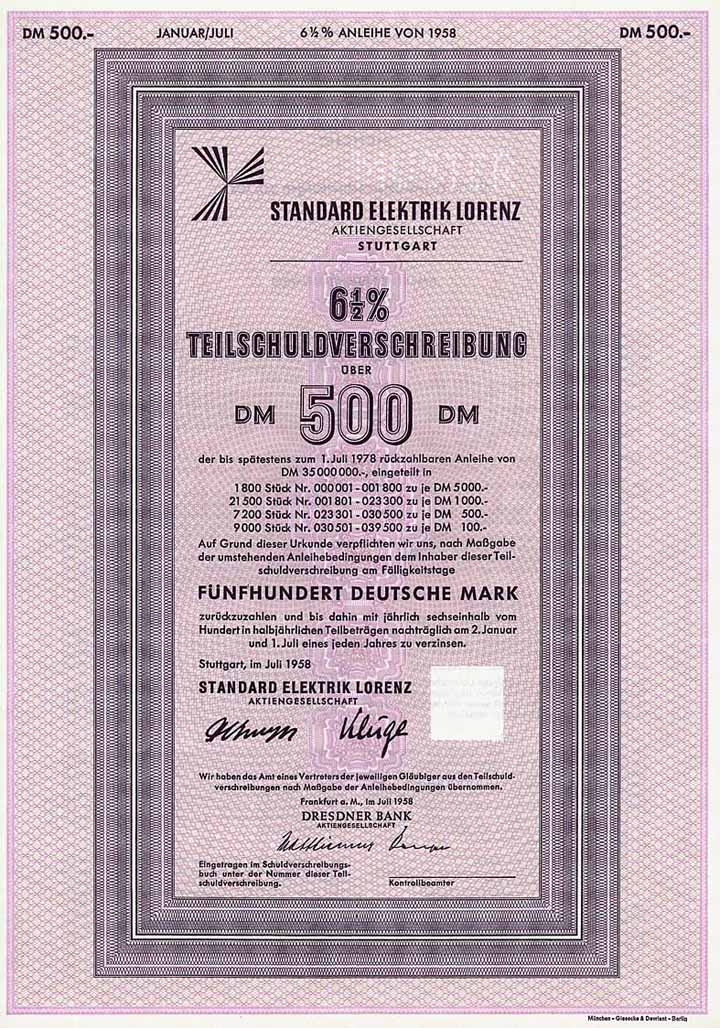 DM 500.- JANUAR/JULI 6½% ANLEIHE VON 1958 DM 500.-
STANDARD ELEKTRIK LORENZ
AKTIENGESELLSCHAFT
STUTTGART
6½%
TEILSCHULDVERSCHREIBUNG
ÜBER
DM 500 DM
der bis spätestens zum 1. Juli 1978 rückzahlbaren Anleihe von
DM 35 000 000.-, eingeteilt in
1 800 Stück Nr. 000 001 - 001 800 zu je DM 5000.-
21 500 Stück Nr. 001 801 - 023 300 zu je DM 1000.-
7 200 Stück Nr. 023 301 - 030 500 zu je DM 500.-
9 000 Stück Nr. 030 501 - 039 500 zu je DM 100.-
Auf Grund dieser Urkunde verpflichten wir uns, nach Maßgabe
der umstehenden Anleihebedingungen dem Inhaber dieser Teil-
schuldverschreibung am Fälligkeitstage
FÜNFHUNDERT DEUTSCHE MARK
zurückzuzahlen und bis dahin mit jährlich sechseinhalb vom
Hundert in halbjährlichen Teilbeträgen nachträglich am 2. Januar
und 1. Juli eines jeden Jahres zu verzinsen.
Stuttgart, im Juli 1958
STANDARD ELEKTRIK LORENZ
AKTIENGESELLSCHAFT
Kluge
Wir haben das Amt eines Vertreters der jeweiligen Gläubiger aus den Teilschuld-
verschreibungen nach Maßgabe der Anleihebedingungen übernommen.
Frankfurt a. M., im Juli 1958
DRESDNER BANK
AKTIENGESELLSCHAFT
Eingetragen im Schuldverschreibungs-
buch unter der Nummer dieser Teil-
schuldverschreibung.
Kontrollbeamter
München - Giesecke & Devrient - Berlin